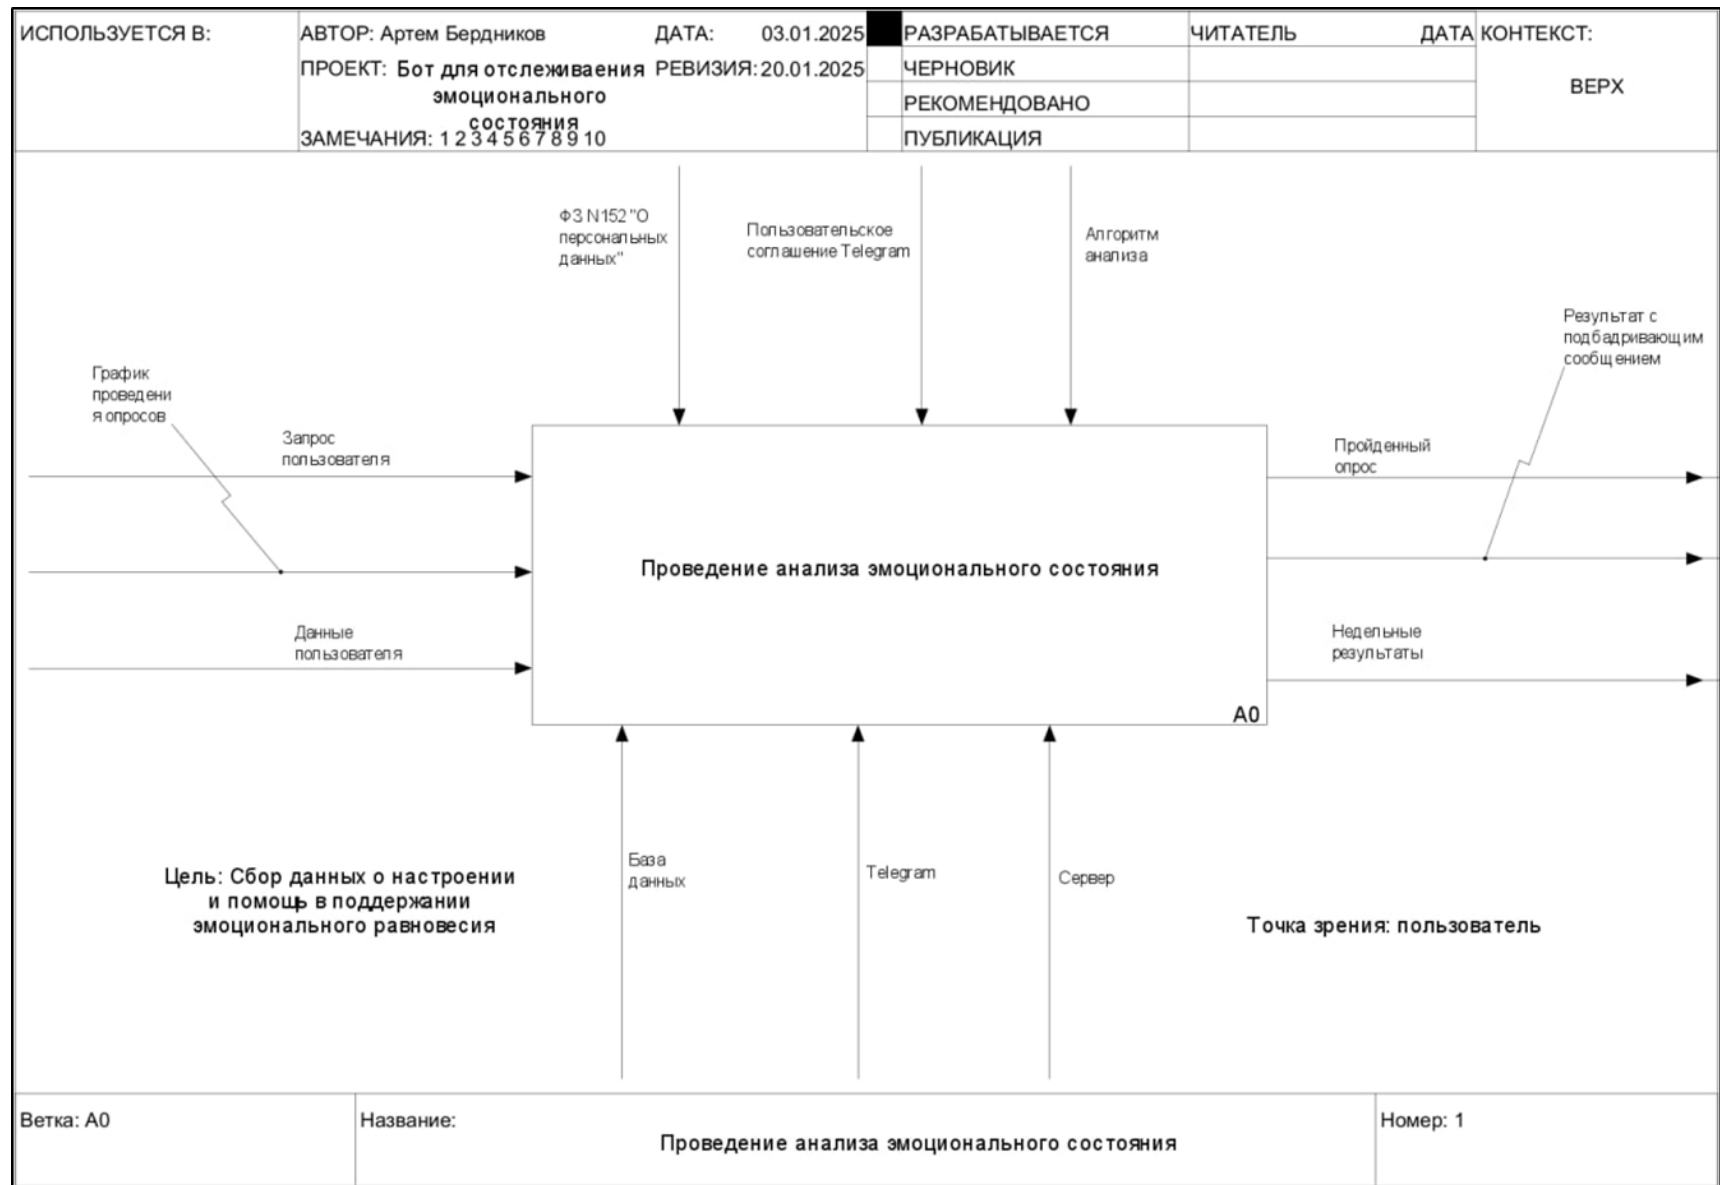 ИСПОЛЬЗУЕТСЯ В:
АВТОР: Артем Бердников
ДАТА: 03.01.2025
ПРОЕКТ: Бот для отслеживаения
эмоционального
состояния
РЕВИЗИЯ: 20.01.2025
ЗАМЕЧАНИЯ: 1 2 3 4 5 6 7 8 9 10
РАЗРАБАТЫВАЕТСЯ
ЧЕРНОВИК
РЕКОМЕНДОВАНО
ПУБЛИКАЦИЯ
ЧИТАТЕЛЬ
ДАТА
КОНТЕКСТ:
ВЕРХ
ФЗ N152 "О
персональных
данных"
Пользовательское
соглашение Telegram
Алгоритм
анализа
График
проведени
я опросов
Запрос
пользователя
Данные
пользователя
Проведение анализа эмоционального состояния
A0
Результат с
подбадривающим
сообщением
Пройденный
опрос
Недельные
результаты
База
данных
Telegram
Сервер
Цель: Сбор данных о настроении
и помощь в поддержании
эмоционального равновесия
Точка зрения: пользователь
Ветка: A0
Название:
Проведение анализа эмоционального состояния
Номер: 1